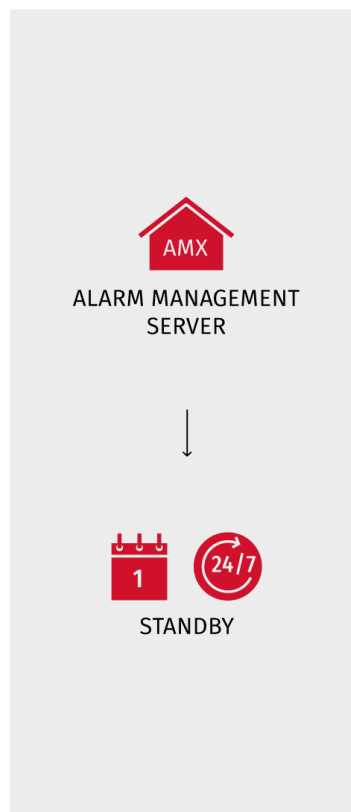 AMX
ALARM MANAGEMENT
SERVER
1
24/7
STANDBY